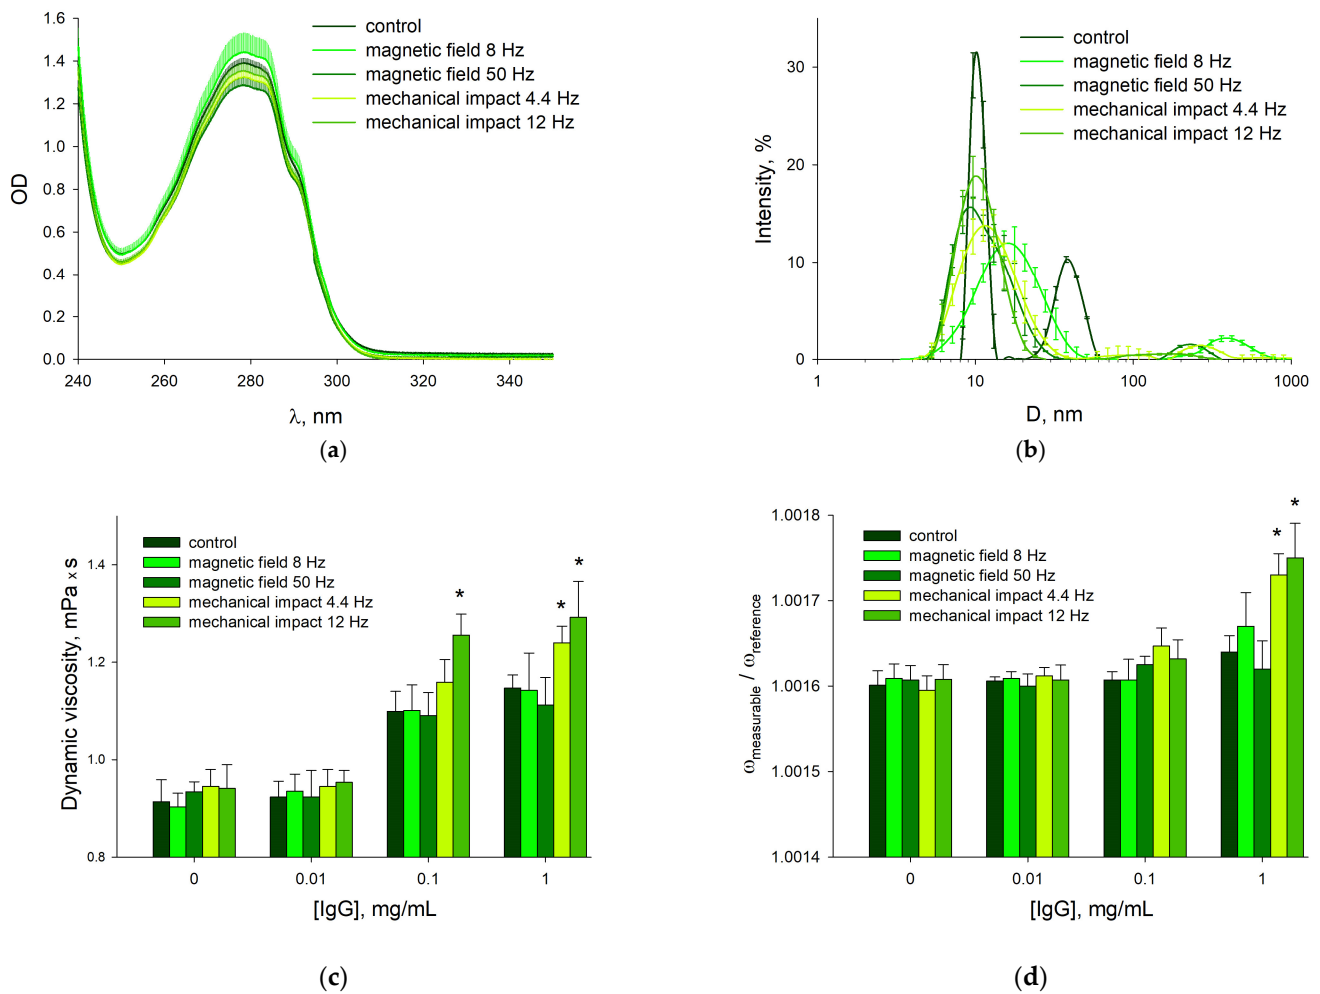 control
magnetic field 8 Hz
magnetic field 50 Hz
mechanical impact 4.4 Hz
mechanical impact 12 Hz
1.6
1.4
1.2
1.0
0.8
0.6
0.4
0.2
0.0
OD
240 260 280 300 320 340
λ, nm
(a)
control
magnetic field 8 Hz
magnetic field 50 Hz
mechanical impact 4.4 Hz
mechanical impact 12 Hz
30
20
10
0
Intensity, %
1 10 100 1000
D, nm
(b)
control
magnetic field 8 Hz
magnetic field 50 Hz
mechanical impact 4.4 Hz
mechanical impact 12 Hz
* * *
1.4
1.2
1.0
0.8
Dynamic viscosity, mPa × s
0 0.01 0.1 1
[IgG], mg/mL
(c)
control
magnetic field 8 Hz
magnetic field 50 Hz
mechanical impact 4.4 Hz
mechanical impact 12 Hz
* *
1.0018
1.0017
1.0016
1.0015
1.0014
ωmeasurable / ωreference
0 0.01 0.1 1
[IgG], mg/mL
(d)